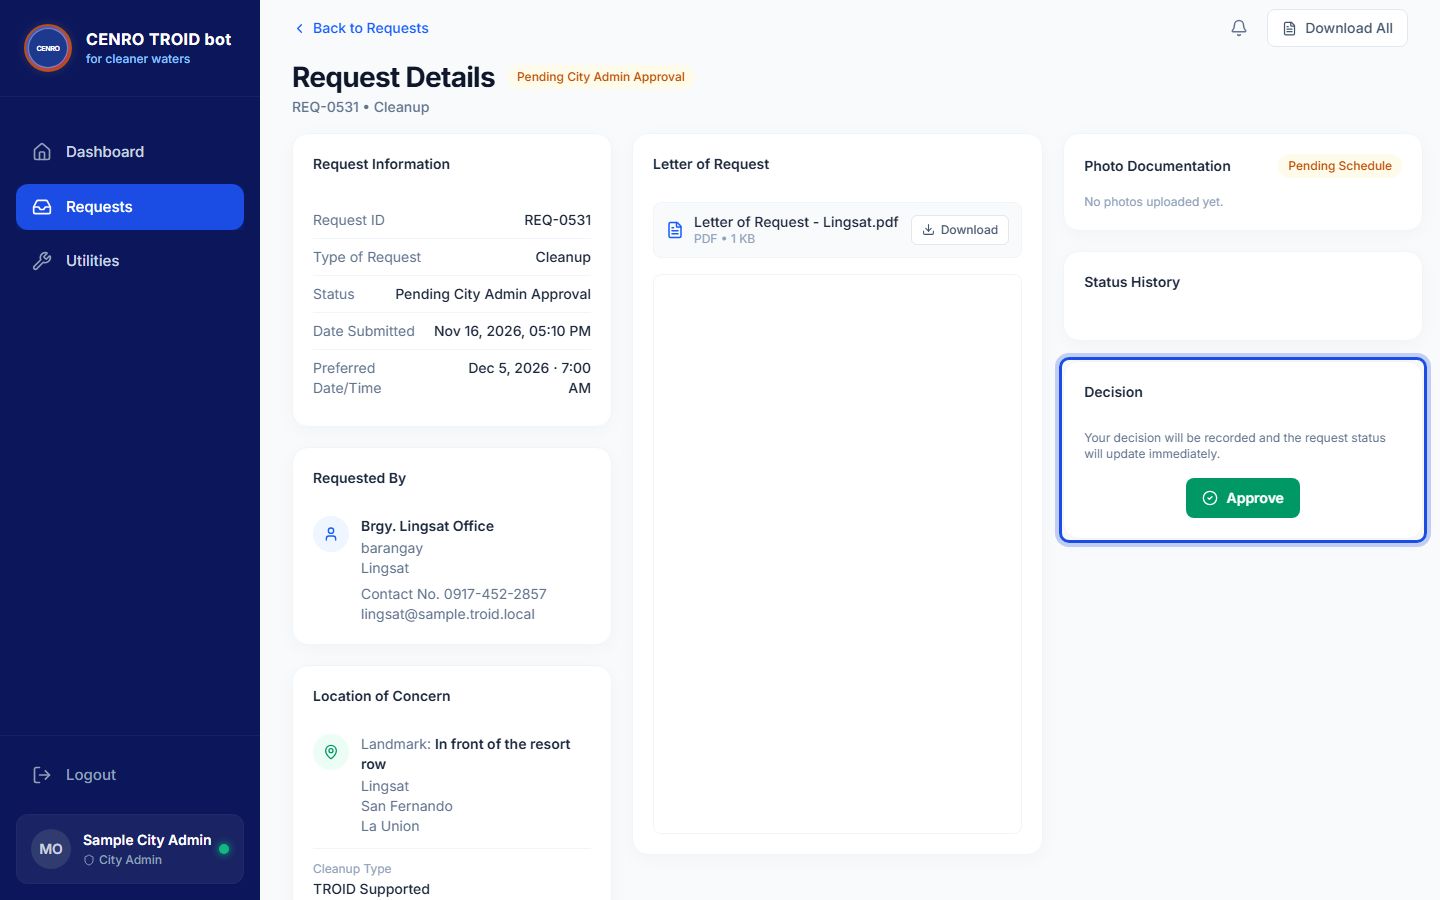 CENRO
CENRO TROID bot
for cleaner waters
Dashboard
Requests
Utilities
Logout
MO
Sample City Admin
City Admin
Back to Requests
Download All
Request Details
Pending City Admin Approval
REQ-0531 • Cleanup
Request Information
Request ID REQ-0531
Type of Request Cleanup
Status Pending City Admin Approval
Date Submitted Nov 16, 2026, 05:10 PM
Preferred Date/Time Dec 5, 2026 · 7:00 AM
Requested By
Brgy. Lingsat Office
barangay
Lingsat
Contact No. 0917-452-2857
lingsat@sample.troid.local
Location of Concern
Landmark: In front of the resort
row
Lingsat
San Fernando
La Union
Cleanup Type
TROID Supported
Letter of Request
Letter of Request - Lingsat.pdf
PDF • 1 KB
Download
Photo Documentation
Pending Schedule
No photos uploaded yet.
Status History
Decision
Your decision will be recorded and the request status
will update immediately.
Approve